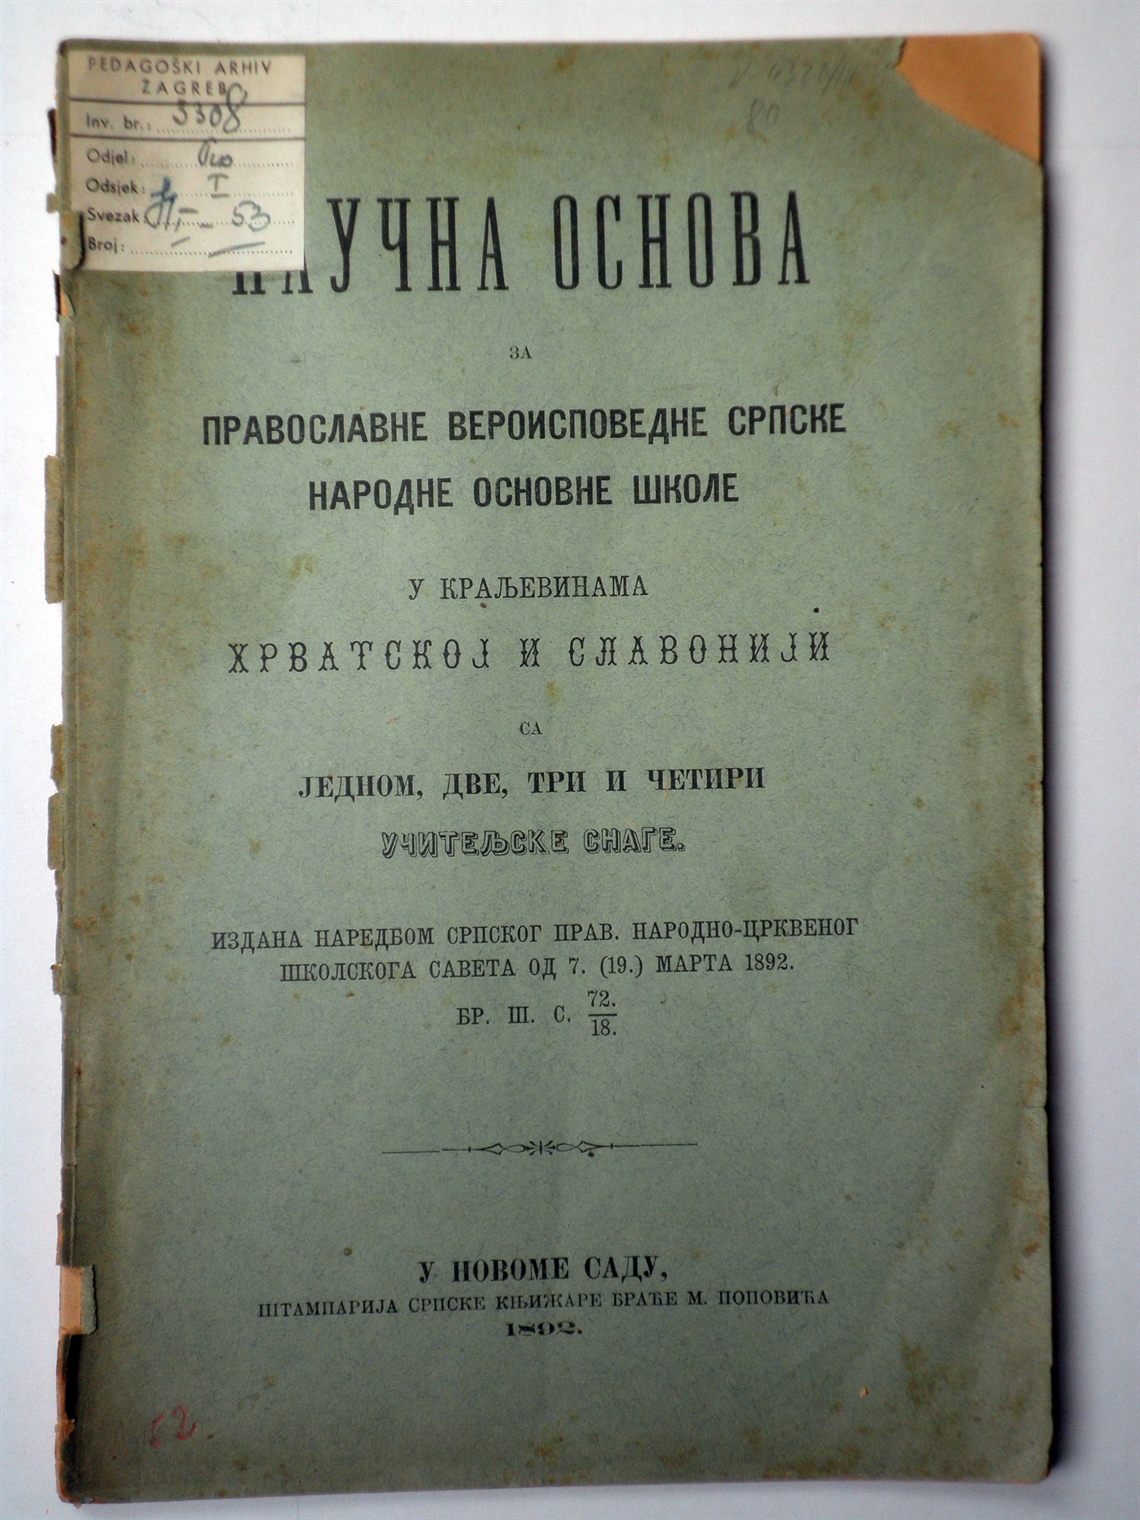 PEDAGOŠKI ARHIV
ZAGREB
Inv. br.: 5308
Odjel:
Odsjek: I
Svezak: 53
Broj:
НАУЧНА ОСНОВА
ЗА
ПРАВОСЛАВНЕ ВЕРОИСПОВЕДНЕ СРПСКЕ
НАРОДНЕ ОСНОВНЕ ШКОЛЕ
У КРАЉЕВИНАМА
ХРВАТСКОЈ И СЛАВОНИЈИ
СА
ЈЕДНОМ, ДВЕ, ТРИ И ЧЕТИРИ
УЧИТЕЉСКЕ СНАГЕ.
ИЗДАНА НАРЕДБОМ СРПСКОГ ПРАВ. НАРОДНО-ЦРКВЕНОГ
ШКОЛСКОГА САВЕТА ОД 7. (19.) МАРТА 1892.
БР. Ш. С. 72./18.
У НОВОМЕ САДУ,
ШТАМПАРИЈА СРПСКЕ КЊИЖАРЕ БРАЋЕ М. ПОПОВИЋА
1892.